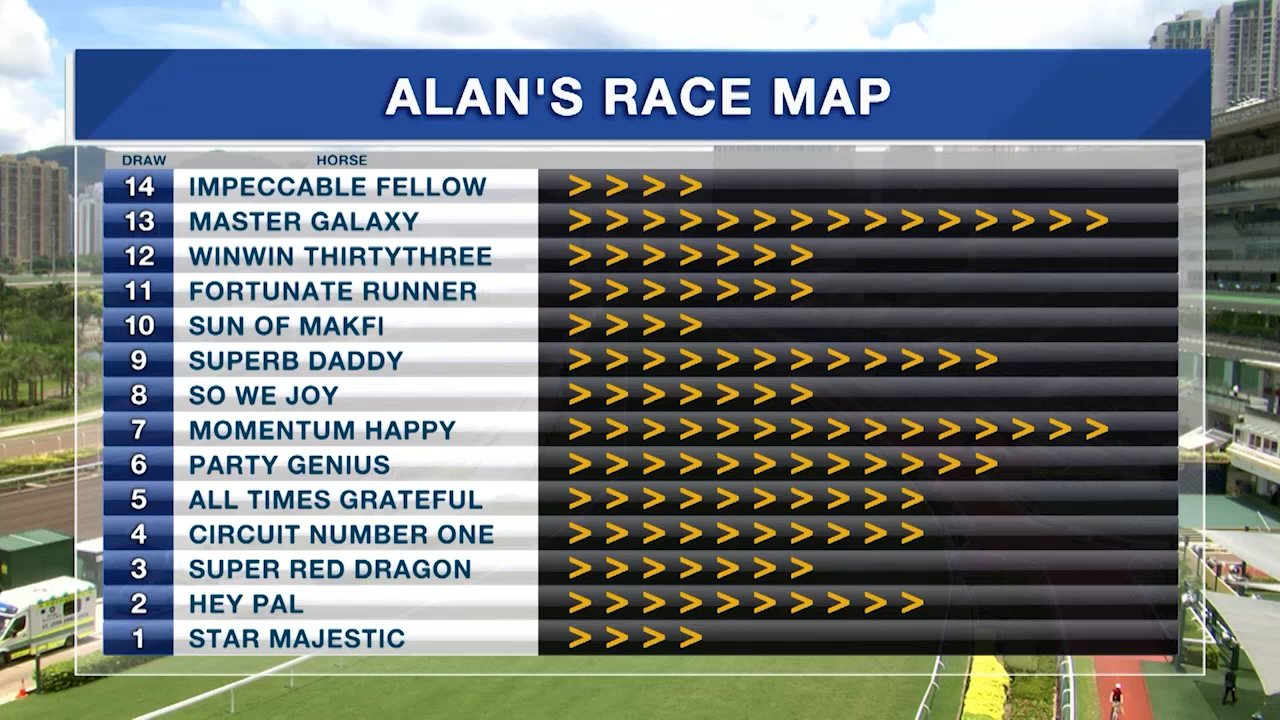 ALAN'S RACE MAP
DRAW HORSE
14 IMPECCABLE FELLOW > > > >
13 MASTER GALAXY > > > > > > > > > > > > > > >
12 WINWIN THIRTYTHREE > > > > > > >
11 FORTUNATE RUNNER > > > > > > >
10 SUN OF MAKFI > > > >
9 SUPERB DADDY > > > > > > > > > > > >
8 SO WE JOY > > > > > > >
7 MOMENTUM HAPPY > > > > > > > > > > > > > > >
6 PARTY GENIUS > > > > > > > > > > > >
5 ALL TIMES GRATEFUL > > > > > > > > > >
4 CIRCUIT NUMBER ONE > > > > > > > > > >
3 SUPER RED DRAGON > > > > > > >
2 HEY PAL > > > > > > > > > >
1 STAR MAJESTIC > > > >